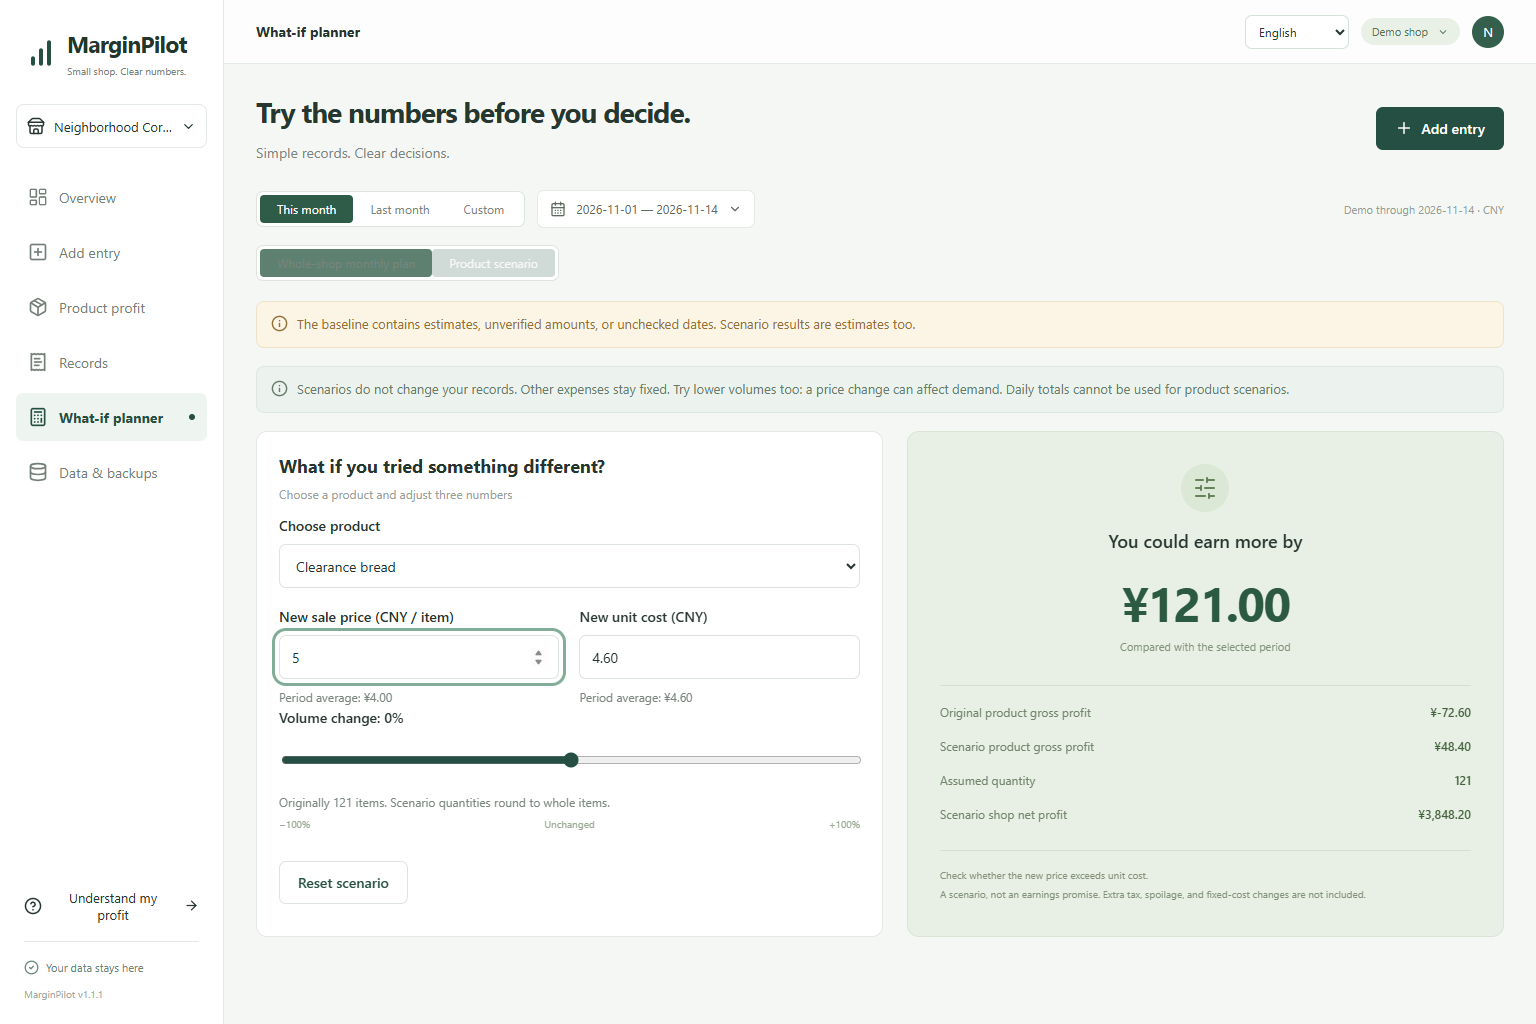 MarginPilot
Small shop. Clear numbers.
Neighborhood Cor...
Overview
Add entry
Product profit
Records
What-if planner
Data & backups
Understand my
profit
Your data stays here
MarginPilot v1.1.1
What-if planner
English
Demo shop
N
Try the numbers before you decide.
Simple records. Clear decisions.
Add entry
This month
Last month
Custom
2026-11-01 — 2026-11-14
Demo through 2026-11-14 · CNY
Whole-shop monthly plan
Product scenario
The baseline contains estimates, unverified amounts, or unchecked dates. Scenario results are estimates too.
Scenarios do not change your records. Other expenses stay fixed. Try lower volumes too: a price change can affect demand. Daily totals cannot be used for product scenarios.
What if you tried something different?
Choose a product and adjust three numbers
Choose product
Clearance bread
New sale price (CNY / item)
New unit cost (CNY)
5
4.60
Period average: ¥4.00
Period average: ¥4.60
Volume change: 0%
Originally 121 items. Scenario quantities round to whole items.
−100%
Unchanged
+100%
Reset scenario
You could earn more by
¥121.00
Compared with the selected period
Original product gross profit
¥-72.60
Scenario product gross profit
¥48.40
Assumed quantity
121
Scenario shop net profit
¥3,848.20
Check whether the new price exceeds unit cost.
A scenario, not an earnings promise. Extra tax, spoilage, and fixed-cost changes are not included.